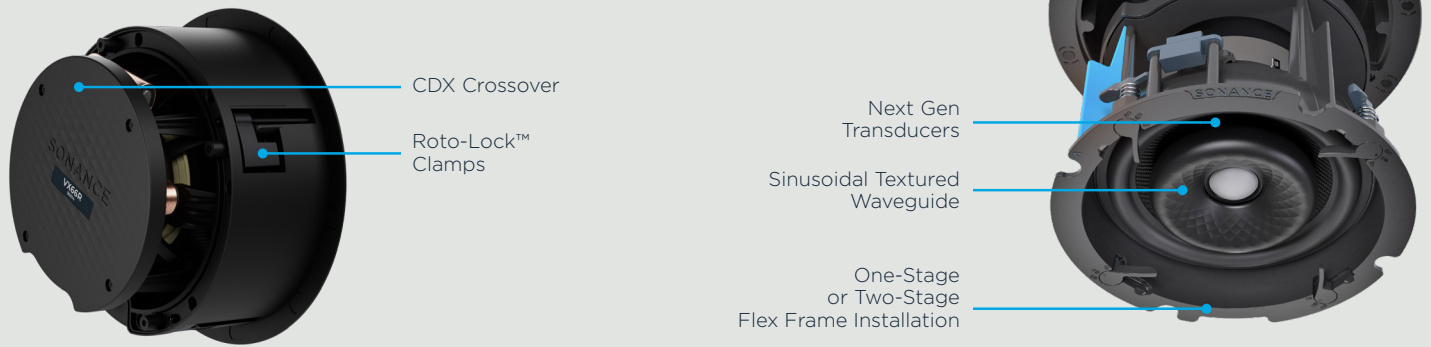 CDX Crossover
Roto-Lock™
Clamps
SONANCE
VX66R
SONANCE
Next Gen
Transducers
Sinusoidal Textured
Waveguide
One-Stage
or Two-Stage
Flex Frame Installation